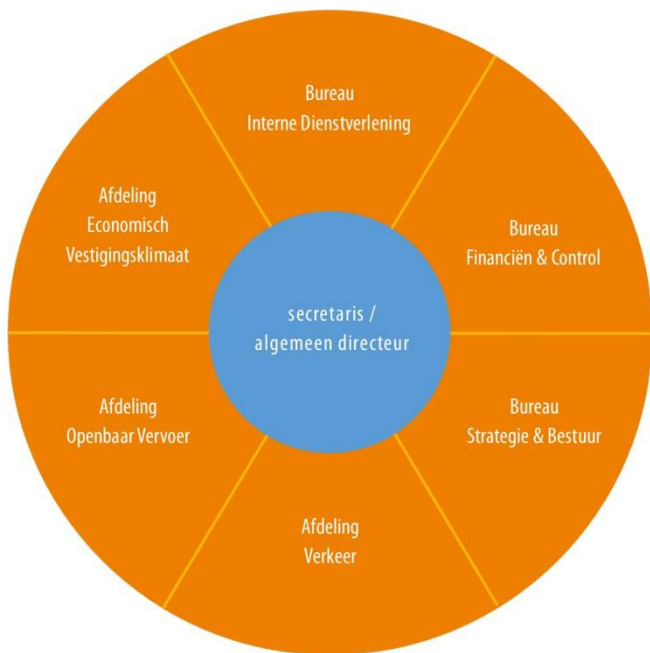 Bureau
Interne Dienstverlening
Afdeling
Economisch
Vestigingsklimaat
Bureau
Financiën & Control
secretaris /
algemeen directeur
Afdeling
Openbaar Vervoer
Bureau
Strategie & Bestuur
Afdeling
Verkeer